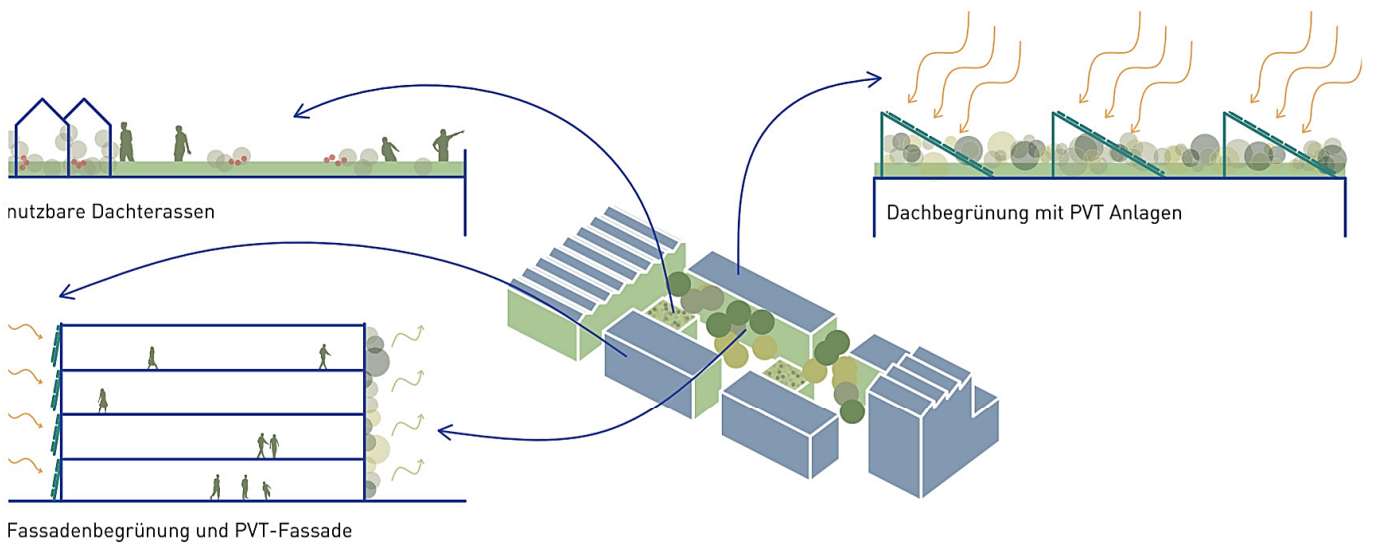 nutzbare Dachterassen
Dachbegrünung mit PVT Anlagen
Fassadenbegrünung und PVT-Fassade